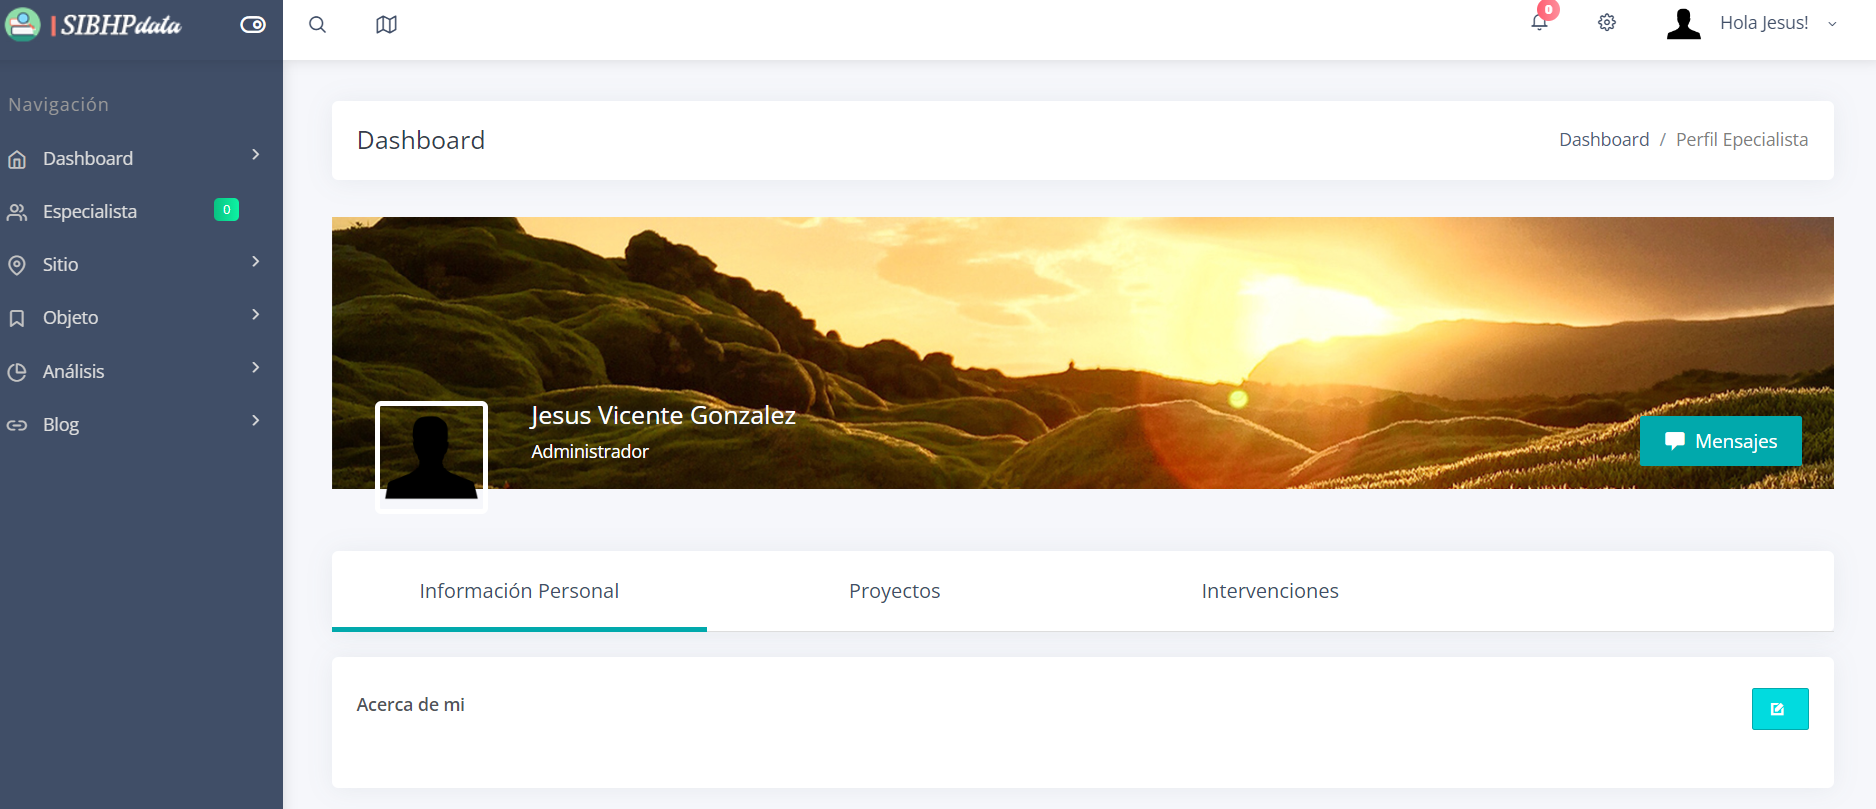 SIBHPdata
0
Hola Jesus!
Navigación
Dashboard
Especialista
0
Sitio
Objeto
Análisis
Blog
Dashboard
Dashboard / Perfil Epecialista
Jesus Vicente Gonzalez
Administrador
Mensajes
Información Personal
Proyectos
Intervenciones
Acerca de mi